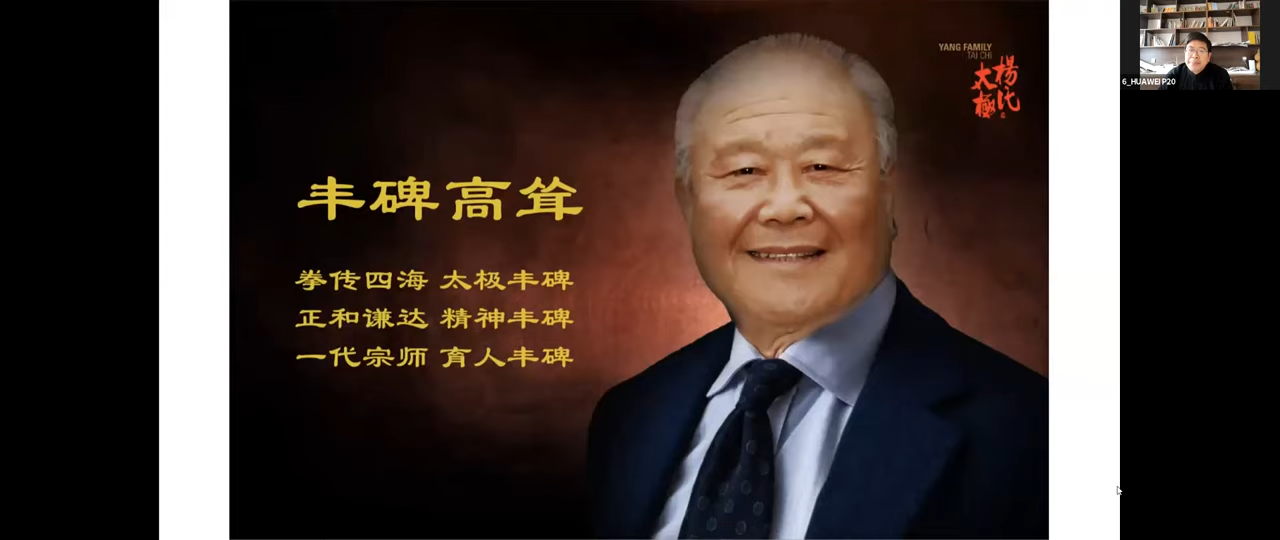 YANG FAMILY
TAI CHI
楊氏
太極
丰碑高耸
拳传四海 太极丰碑
正和谦达 精神丰碑
一代宗师 育人丰碑
6_HUAWEI P20